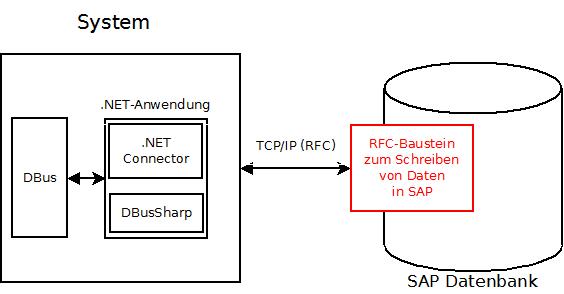 System
.NET-Anwendung
.NET
Connector
DBus
DBusSharp
TCP/IP (RFC)
RFC-Baustein
zum Schreiben
von Daten
in SAP
SAP Datenbank